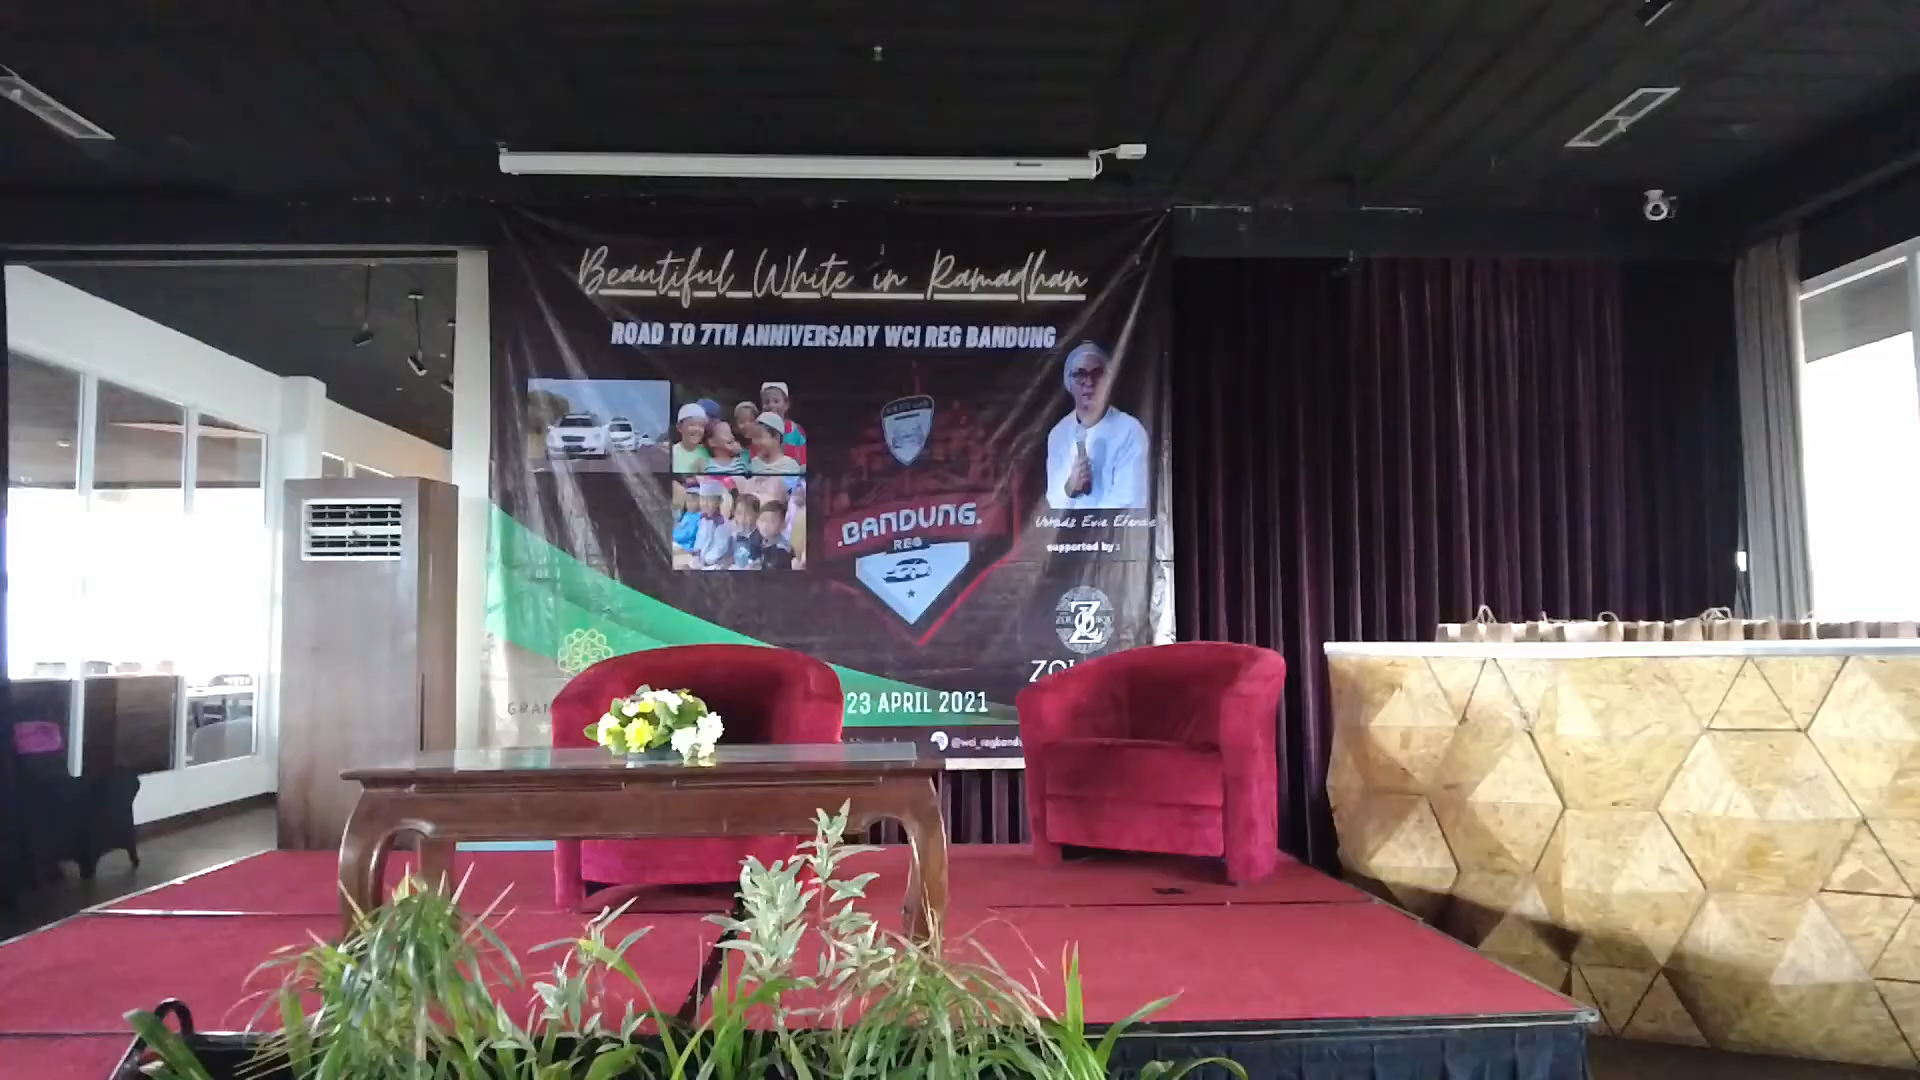 Beautiful White in Ramadhan
ROAD TO 7TH ANNIVERSARY WCI REG BANDUNG
BANDUNG
REG
Ustadz Evie Efendie
supported by :
GRAN
23 APRIL 2021